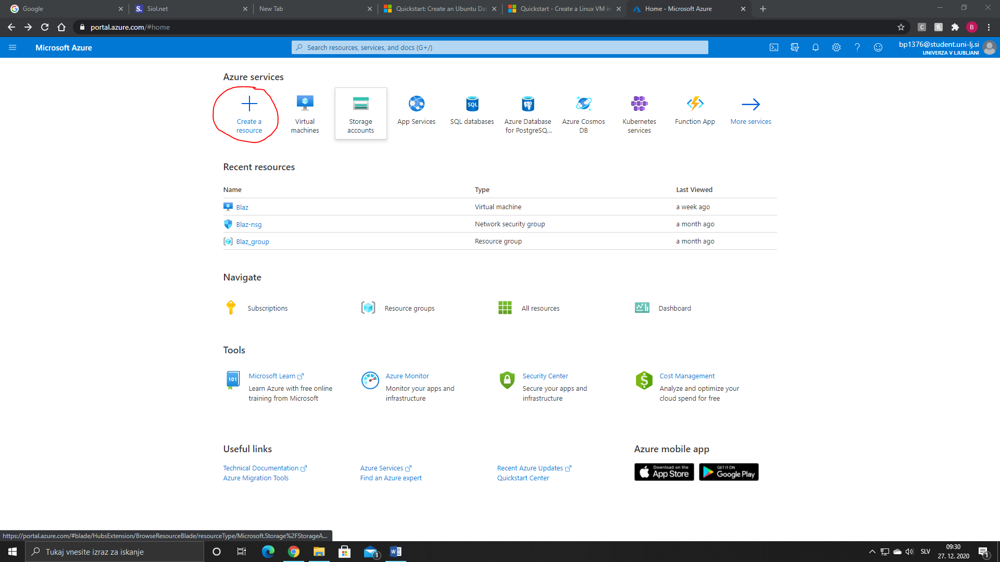 Google
Siol.net
New Tab
Quickstart: Create an Ubuntu Dat
Quickstart - Create a Linux VM in
Home - Microsoft Azure
portal.azure.com/#home
Microsoft Azure
Search resources, services, and docs (G+/)
bp1376@student.uni-lj.si
UNIVERZA V LJUBLJANI
Azure services
Create a
resource
Virtual
machines
Storage
accounts
App Services
SQL
SQL databases
Azure Database
for PostgreSQ...
Azure Cosmos
DB
Kubernetes
services
Function App
More services
Recent resources
Name Type Last Viewed
Blaz Virtual machine a week ago
Blaz-nsg Network security group a month ago
Blaz_group Resource group a month ago
Navigate
Subscriptions
Resource groups
All resources
Dashboard
Tools
101
Microsoft Learn
Learn Azure with free online
training from Microsoft
Azure Monitor
Monitor your apps and
infrastructure
Security Center
Secure your apps and
infrastructure
Cost Management
Analyze and optimize your
cloud spend for free
Useful links
Technical Documentation
Azure Migration Tools
Azure Services
Find an Azure expert
Recent Azure Updates
Quickstart Center
Azure mobile app
Download on the
App Store
GET IT ON
Google Play
https://portal.azure.com/#blade/HubsExtension/BrowseResourceBlade/resourceType/Microsoft.Storage%2FStorageA...
Tukaj vnesite izraz za iskanje
1
SLV
09:30
27. 12. 2020
1